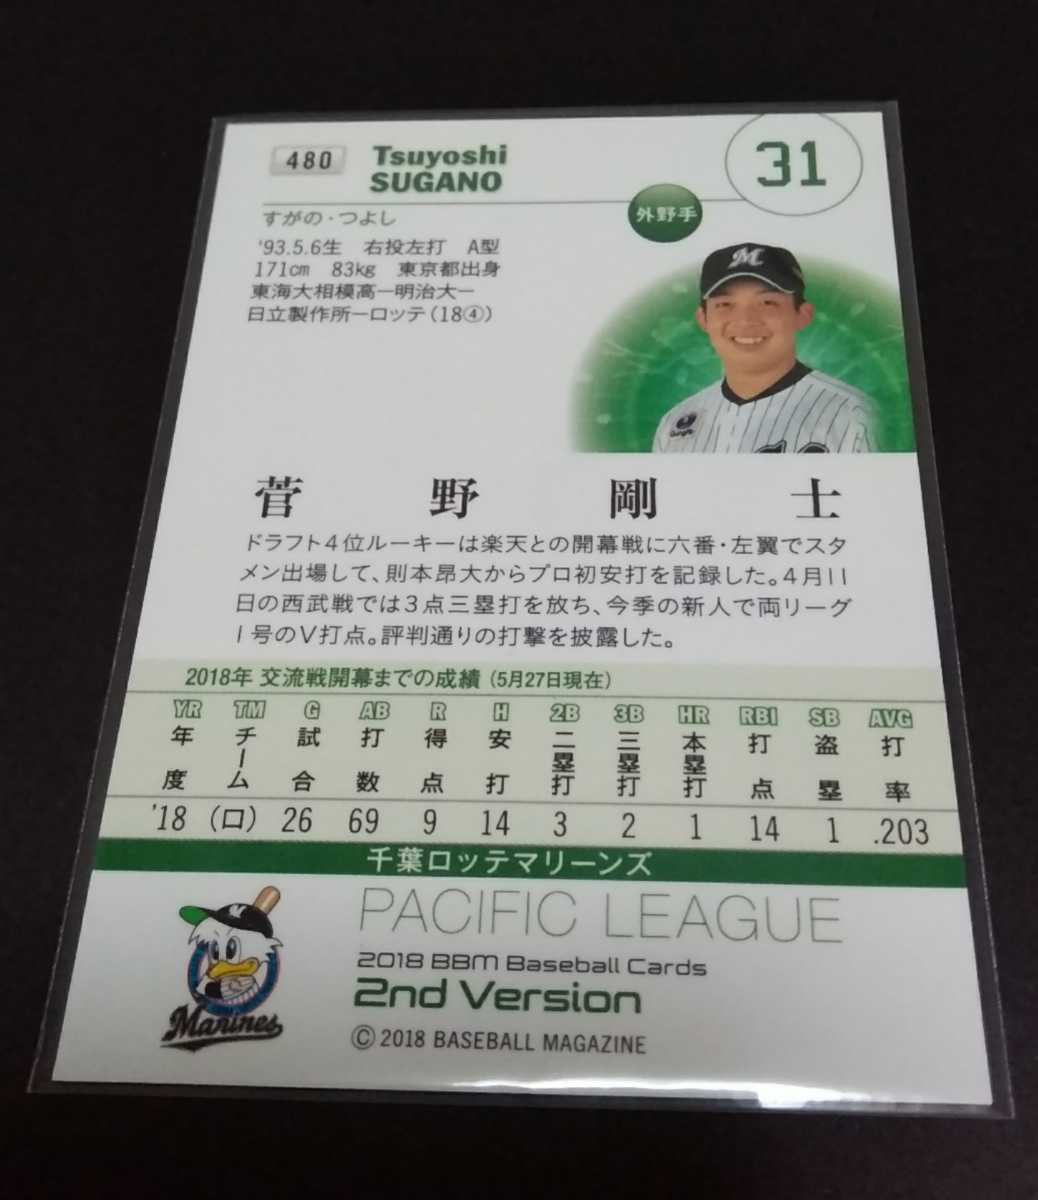 480
Tsuyoshi
SUGANO
31
外野手
すがの・つよし
'93.5.6生 右投左打 A型
171cm 83kg 東京都出身
東海大相模高ー明治大ー
日立製作所ーロッテ(18④)
M
菅野剛士
ドラフト4位ルーキーは楽天との開幕戦に六番・左翼でスタ
メン出場して、則本昂大からプロ初安打を記録した。4月11
日の西武戦では3点三塁打を放ち、今季の新人で両リーグ
1号のV打点。評判通りの打撃を披露した。
2018年 交流戦開幕までの成績 (5月27日現在)
YR TM G AB R H 2B 3B HR RBI SB AVG
年度 チーム 試合 打数 得点 安打 二塁打 三塁打 本塁打 打点 盗塁 打率
'18 (ロ) 26 69 9 14 3 2 1 14 1 .203
千葉ロッテマリーンズ
PACIFIC LEAGUE
2018 BBM Baseball Cards
2nd Version
© 2018 BASEBALL MAGAZINE
Marines